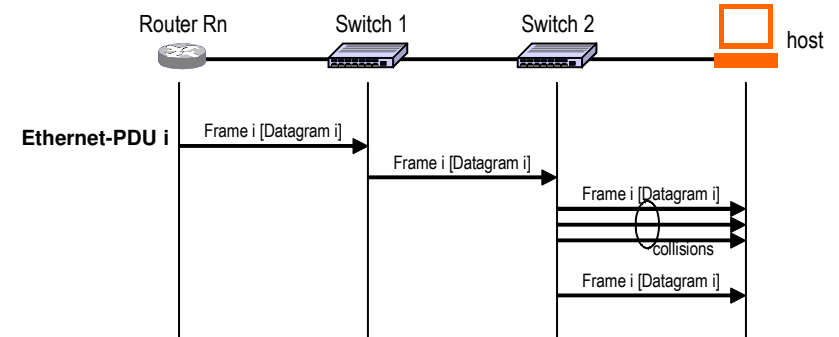 Router Rn
Switch 1
Switch 2
host
Ethernet-PDU i
Frame i [Datagram i]
Frame i [Datagram i]
Frame i [Datagram i]
collisions
Frame i [Datagram i]